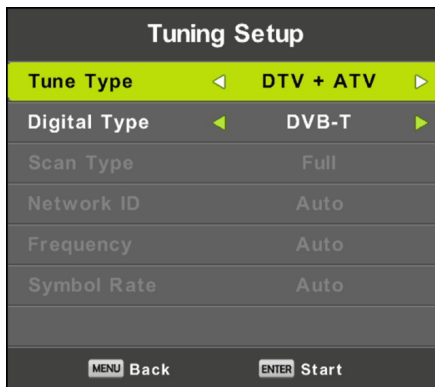 Tuning Setup
Tune Type DTV + ATV
Digital Type DVB-T
Scan Type Full
Network ID Auto
Frequency Auto
Symbol Rate Auto
MENU Back ENTER Start